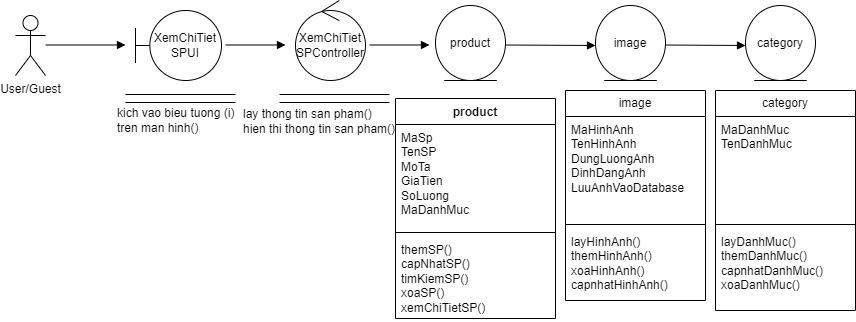 User/Guest
XemChiTiet
SPUI
XemChiTiet
SPController
product
image
category
kich vao bieu tuong (i)
tren man hinh()
lay thong tin san pham()
hien thi thong tin san pham()
product
MaSp
TenSP
MoTa
GiaTien
SoLuong
MaDanhMuc
themSP()
capNhatSP()
timKiemSP()
xoaSP()
xemChiTietSP()
image
MaHinhAnh
TenHinhAnh
DungLuongAnh
DinhDangAnh
LuuAnhVaoDatabase
layHinhAnh()
themHinhAnh()
xoaHinhAnh()
capnhatHinhAnh()
category
MaDanhMuc
TenDanhMuc
layDanhMuc()
themDanhMuc()
capnhatDanhMuc()
xoaDanhMuc()